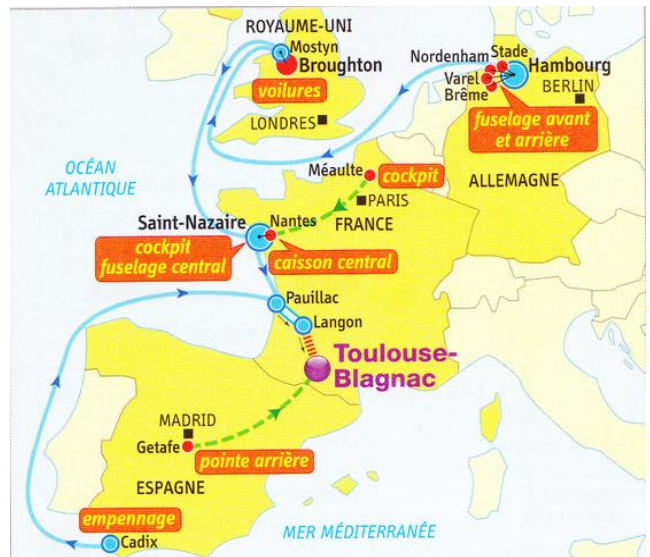 ROYAUME-UNI
Mostyn
Broughton
voilures
LONDRES
Nordenham
Stade
Varel
Hambourg
Brême
BERLIN
fuselage avant
et arrière
ALLEMAGNE
OCÉAN
ATLANTIQUE
Méaulte
cockpit
PARIS
FRANCE
Saint-Nazaire
Nantes
cockpit
fuselage central
caisson central
Pauillac
Langon
Toulouse-
Blagnac
MADRID
Getafe
pointe arrière
ESPAGNE
empennage
Cadix
MER MÉDITERRANÉE